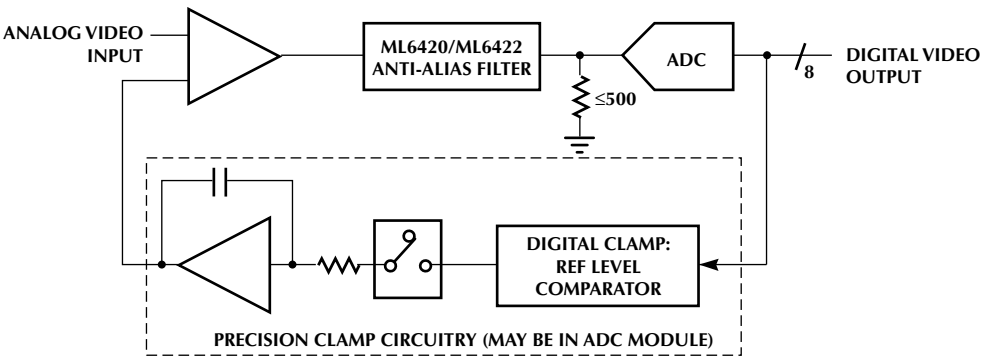 ANALOG VIDEO
INPUT
ML6420/ML6422
ANTI-ALIAS FILTER
≤500
ADC
8
DIGITAL VIDEO
OUTPUT
DIGITAL CLAMP:
REF LEVEL
COMPARATOR
PRECISION CLAMP CIRCUITRY (MAY BE IN ADC MODULE)